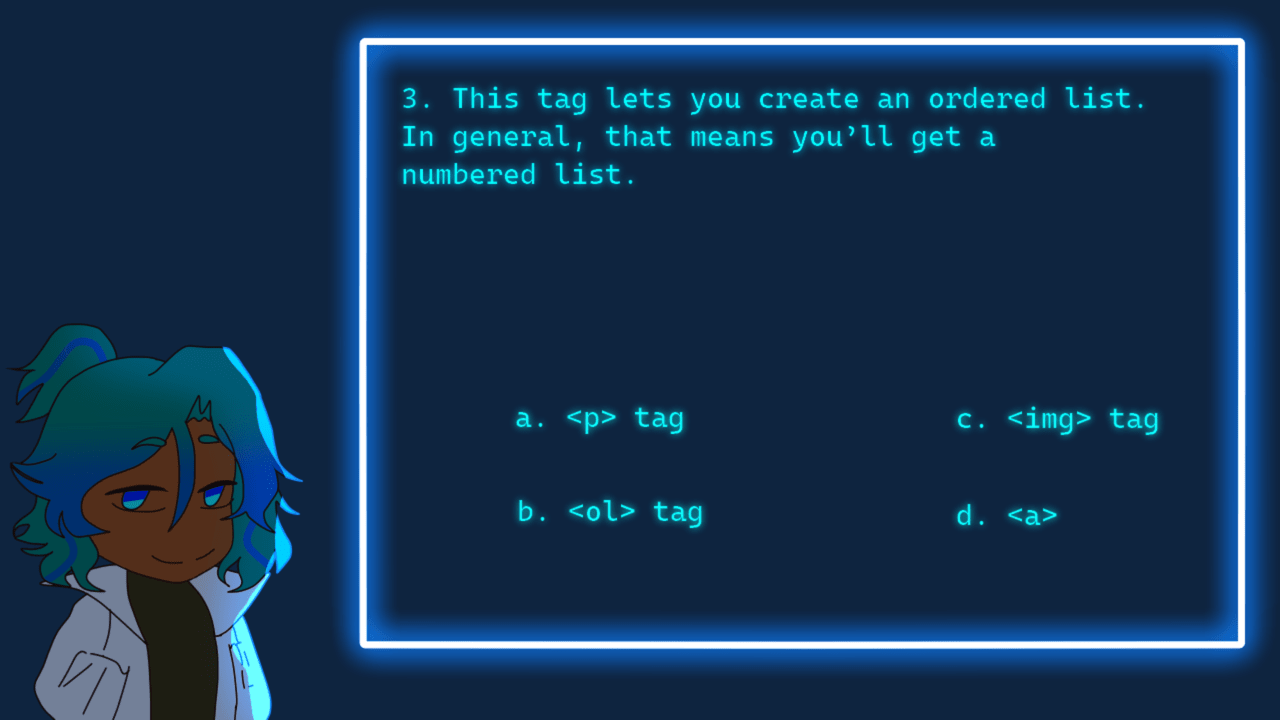 3. This tag lets you create an ordered list.
In general, that means you’ll get a
numbered list.
a. <p> tag
b. <ol> tag
c. <img> tag
d. <a>